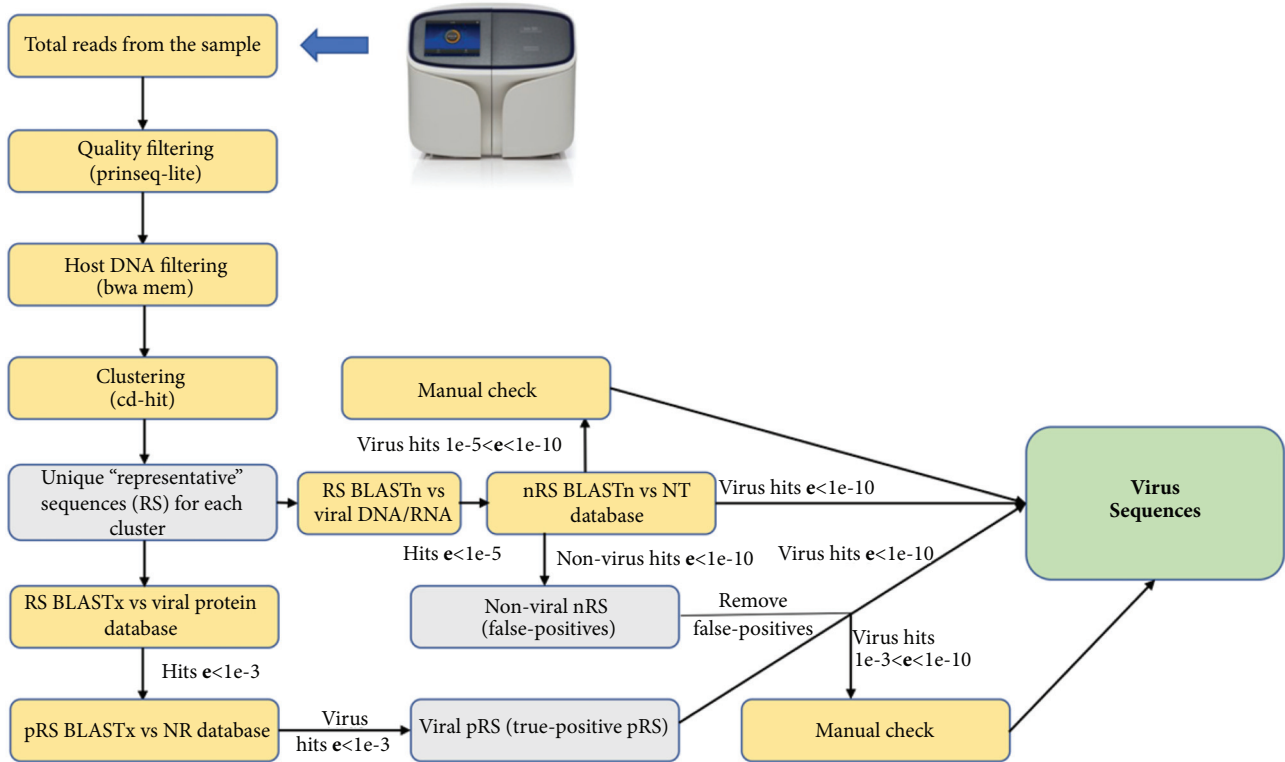 Total reads from the sample
Quality filtering
(prinseq-lite)
Host DNA filtering
(bwa mem)
Clustering
(cd-hit)
Manual check
Virus hits 1e-5<e<1e-10
Unique “representative”
sequences (RS) for each
cluster
RS BLASTn vs
viral DNA/RNA
nRS BLASTn vs NT
database
Virus hits e<1e-10
Virus
Sequences
Hits e<1e-5
Non-virus hits e<1e-10
Virus hits e<1e-10
RS BLASTx vs viral protein
database
Non-viral nRS
(false-positives)
Remove
false-positives
Virus hits
1e-3<e<1e-10
Hits e<1e-3
pRS BLASTx vs NR database
Virus
hits e<1e-3
Viral pRS (true-positive pRS)
Manual check